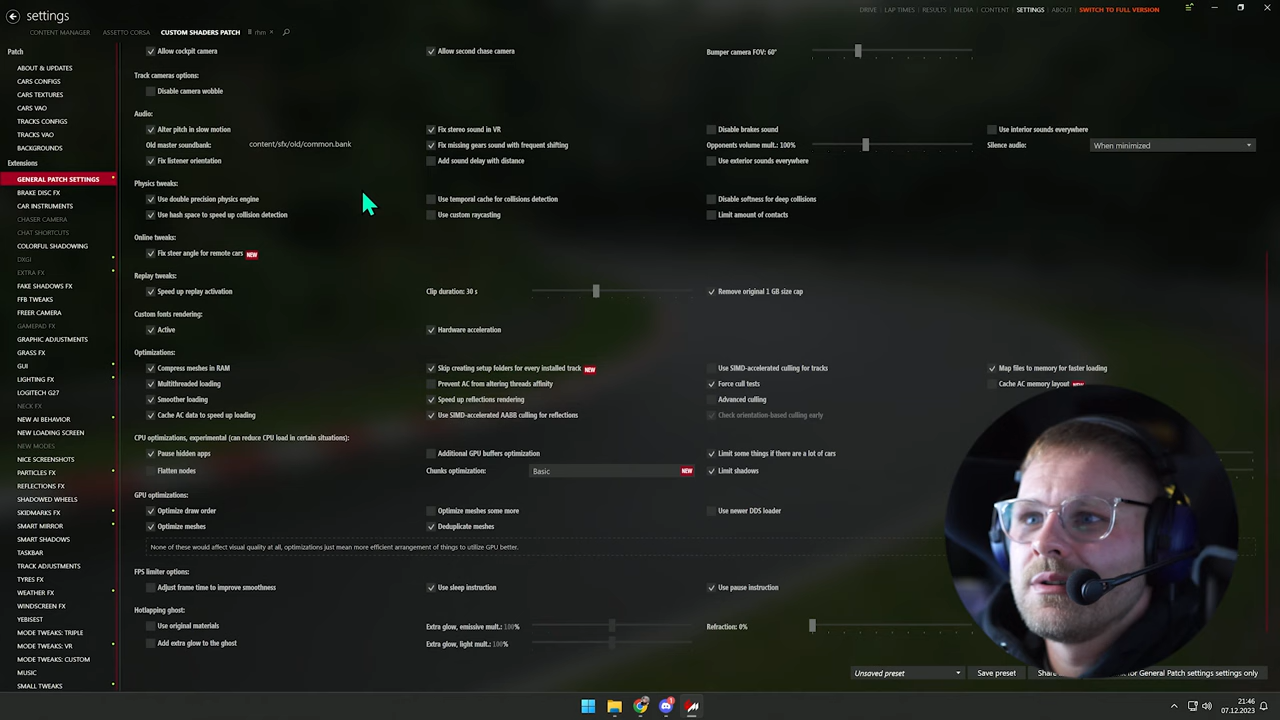 settings
DRIVE LAP TIMES RESULTS MEDIA CONTENT SETTINGS ABOUT SWITCH TO FULL VERSION
CONTENT MANAGER ASSETTO CORSA CUSTOM SHADERS PATCH rhm
Patch
ABOUT & UPDATES
CARS CONFIGS
CARS TEXTURES
CARS VAO
TRACKS CONFIGS
TRACKS VAO
BACKGROUNDS
Extensions
GENERAL PATCH SETTINGS
BRAKE DISC FX
CAR INSTRUMENTS
CHASER CAMERA
CHAT SHORTCUTS
COLORFUL SHADOWING
DXGI
EXTRA FX
FAKE SHADOWS FX
FFB TWEAKS
FREER CAMERA
GAMEPAD FX
GRAPHIC ADJUSTMENTS
GRASS FX
GUI
LIGHTING FX
LOGITECH G27
NECK FX
NEW AI BEHAVIOR
NEW LOADING SCREEN
NEW MODES
NICE SCREENSHOTS
PARTICLES FX
REFLECTIONS FX
SHADOWED WHEELS
SKIDMARKS FX
SMART MIRROR
SMART SHADOWS
TASKBAR
TRACK ADJUSTMENTS
TYRES FX
WEATHER FX
WINDSCREEN FX
YEBISEST
MODE TWEAKS: TRIPLE
MODE TWEAKS: VR
MODE TWEAKS: CUSTOM
MUSIC
SMALL TWEAKS
Allow cockpit camera Allow second chase camera Bumper camera FOV: 60°
Track cameras options:
Disable camera wobble
Audio:
Alter pitch in slow motion Fix stereo sound in VR Disable brakes sound Use interior sounds everywhere
Old master soundbank: content/sfx/old/common.bank Fix missing gears sound with frequent shifting Opponents volume mult.: 100% Silence audio: When minimized
Fix listener orientation Add sound delay with distance Use exterior sounds everywhere
Physics tweaks:
Use double precision physics engine Use temporal cache for collisions detection Disable softness for deep collisions
Use hash space to speed up collision detection Use custom raycasting Limit amount of contacts
Online tweaks:
Fix steer angle for remote cars NEW
Replay tweaks:
Speed up replay activation Clip duration: 30 s Remove original 1 GB size cap
Custom fonts rendering:
Active Hardware acceleration
Optimizations:
Compress meshes in RAM Skip creating setup folders for every installed track NEW Use SIMD-accelerated culling for tracks Map files to memory for faster loading
Multithreaded loading Prevent AC from altering threads affinity Force cull tests Cache AC memory layout NEW
Smoother loading Speed up reflections rendering Advanced culling
Cache AC data to speed up loading Use SIMD-accelerated AABB culling for reflections Check orientation-based culling early
CPU optimizations, experimental (can reduce CPU load in certain situations):
Pause hidden apps Additional GPU buffers optimization Limit some things if there are a lot of cars
Flatten nodes Chunks optimization: Basic NEW Limit shadows
GPU optimizations:
Optimize draw order Optimize meshes some more Use newer DDS loader
Optimize meshes Deduplicate meshes
None of these would affect visual quality at all, optimizations just mean more efficient arrangement of things to utilize GPU better.
FPS limiter options:
Adjust frame time to improve smoothness Use sleep instruction Use pause instruction
Hotlapping ghost:
Use original materials Extra glow, emissive mult.: 100% Refraction: 0%
Add extra glow to the ghost Extra glow, light mult.: 100%
Unsaved preset Save preset Share t for General Patch settings settings only
21:46
07.12.2023